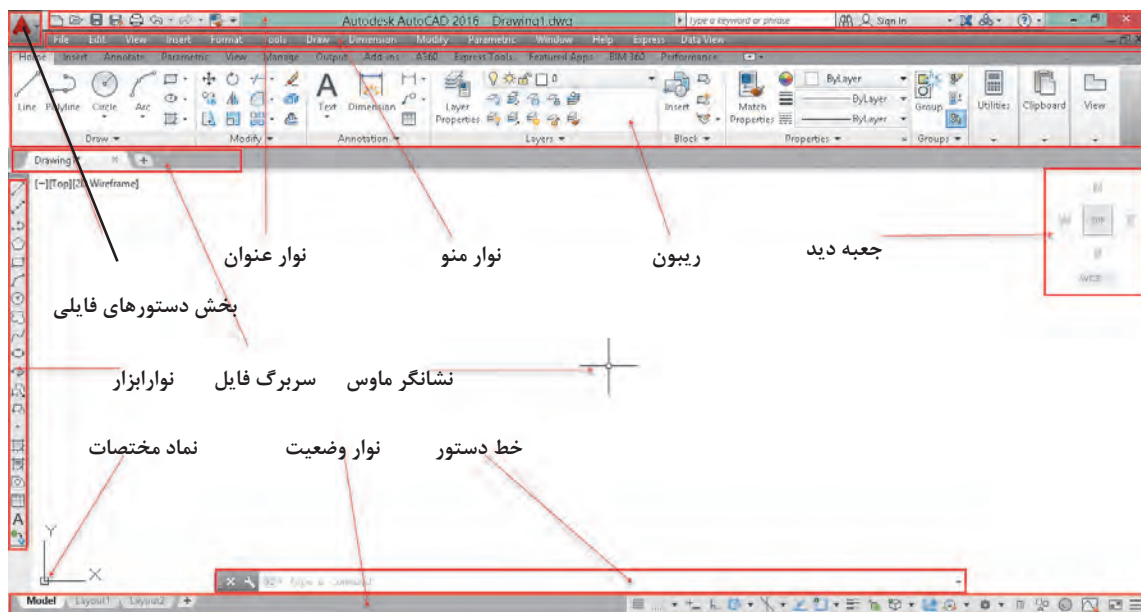 Autodesk AutoCAD 2016 Drawing1.dwg
Type a keyword or phrase
Sign In
File Edit View Insert Format Tools Draw Dimension Modify Parametric Window Help Express Data View
Home Insert Annotate Parametric View Manage Output Add-ins A360 Express Tools Featured Apps BIM 360 Performance
0
ByLayer
ByLayer
ByLayer
Line Polyline Circle Arc
A
Text Dimension
Layer Properties
Insert
Match Properties
Group
Utilities
Clipboard
View
Draw Modify Annotation Layers Block Properties Groups
Drawing1
[-][Top][2D Wireframe]
TOP
WCS
نوار عنوان
نوار منو
ریبون
جعبه دید
بخش دستورهای فایلی
نوارابزار
سربرگ فایل
نشانگر ماوس
نماد مختصات
نوار وضعیت
خط دستور
A
Y
X
Type a command
Model Layout1 Layout2 +